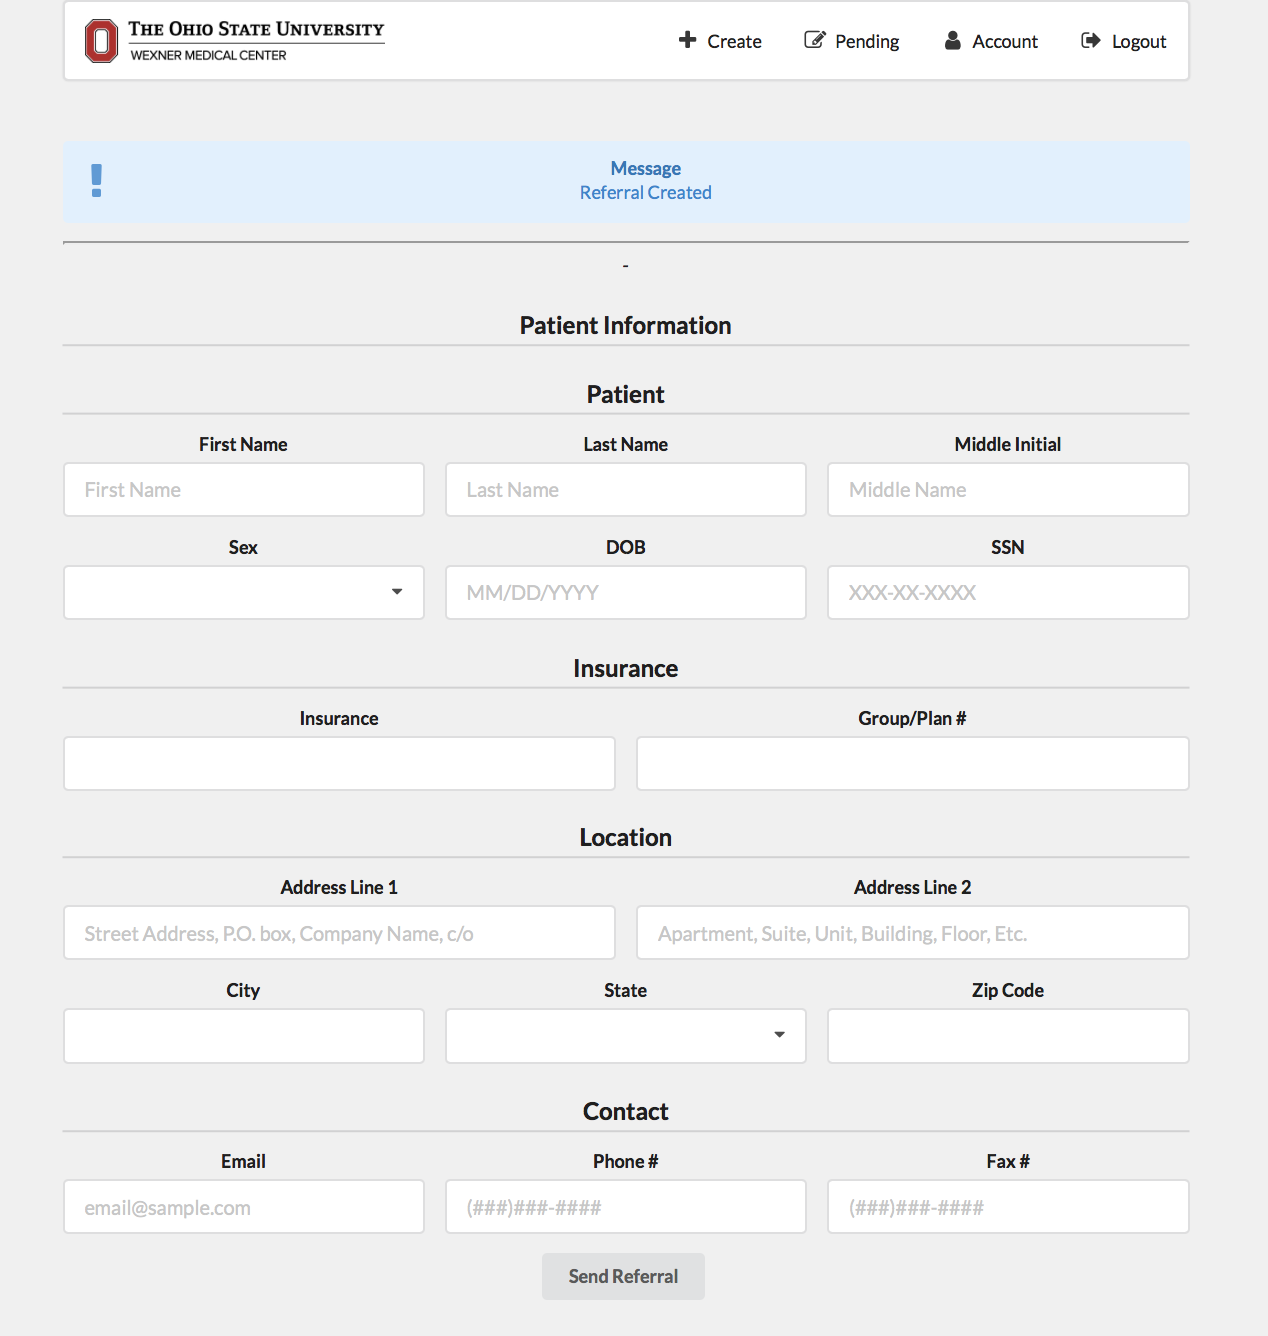 THE OHIO STATE UNIVERSITY
WEXNER MEDICAL CENTER
Create Pending Account Logout
Message
Referral Created
-
Patient Information
Patient
First Name Last Name Middle Initial
First Name Last Name Middle Name
Sex DOB SSN
MM/DD/YYYY XXX-XX-XXXX
Insurance
Insurance Group/Plan #
Location
Address Line 1 Address Line 2
Street Address, P.O. box, Company Name, c/o Apartment, Suite, Unit, Building, Floor, Etc.
City State Zip Code
Contact
Email Phone # Fax #
email@sample.com (###)###-#### (###)###-####
Send Referral